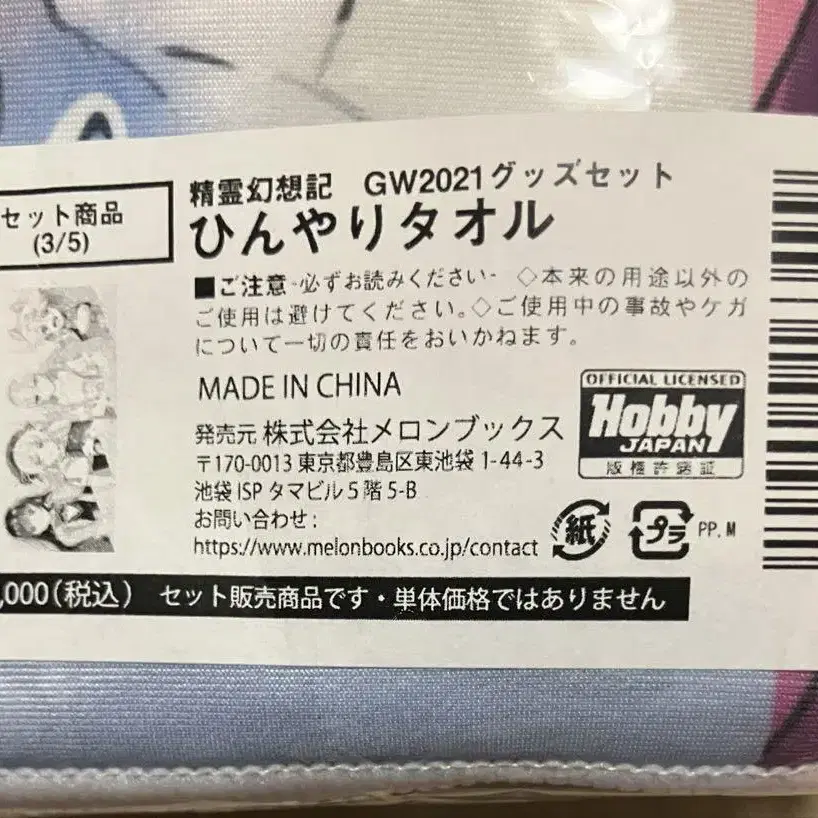 セット商品
(3/5)
精霊幻想記　GW2021グッズセット
ひんやりタオル
■ご注意-必ずお読みください- ◇本来の用途以外の
ご使用は避けてください。◇ご使用中の事故やケガ
について一切の責任をおいかねます。
MADE IN CHINA
発売元 株式会社メロンブックス
〒170-0013 東京都豊島区東池袋 1-44-3
池袋 ISP タマビル 5 階 5-B
お問い合わせ:
https://www.melonbooks.co.jp/contact
OFFICIAL LICENSED
Hobby
JAPAN
版権許諾証
紙
プラ
PP. M
,000(税込) セット販売商品です・単体価格ではありません